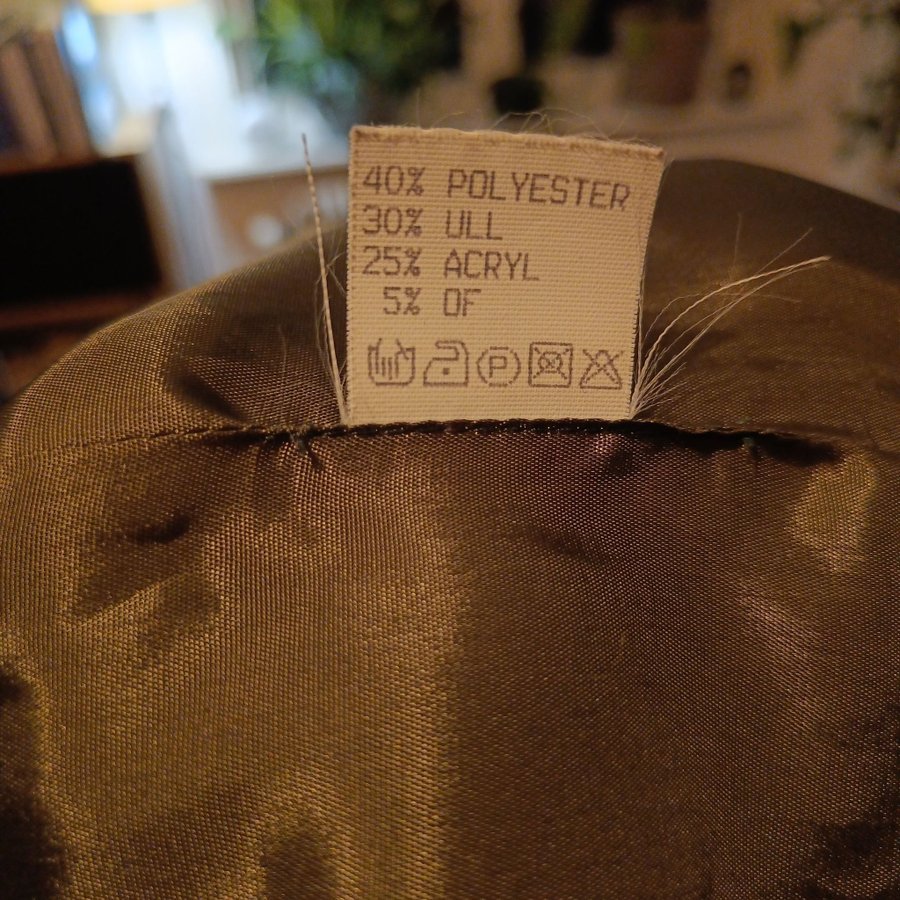 40% POLYESTER
30% ULL
25% ACRYL
5% OF
P